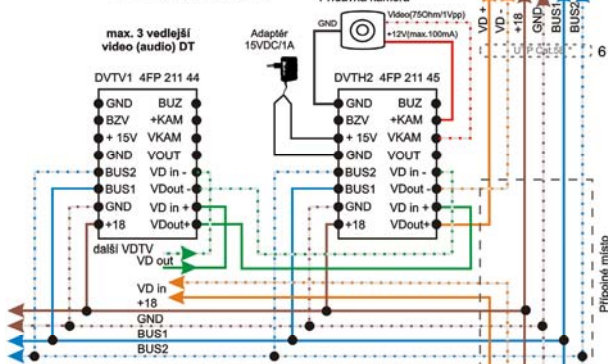 Přídavná kamera
max. 3 vedlejší
video (audio) DT
Adaptér
15VDC/1A
GND
Video(75Ohm/1Vpp)
+12V(max.100mA)
VD +
VD -
+18
GND
BUS1
BUS2
UTP Cat.5e
6
DVTV1 4FP 211 44
GND BUZ
BZV +KAM
+ 15V VKAM
GND VOUT
BUS2 VD in -
BUS1 VDout -
GND VD in +
+18 VDout+
DVTH2 4FP 211 45
GND BUZ
BZV +KAM
+ 15V VKAM
GND VOUT
BUS2 VD in -
BUS1 VDout -
GND VD in +
+18 VDout+
další VDTV
VD out
VD in
+18
GND
BUS1
BUS2
Přípojné místo